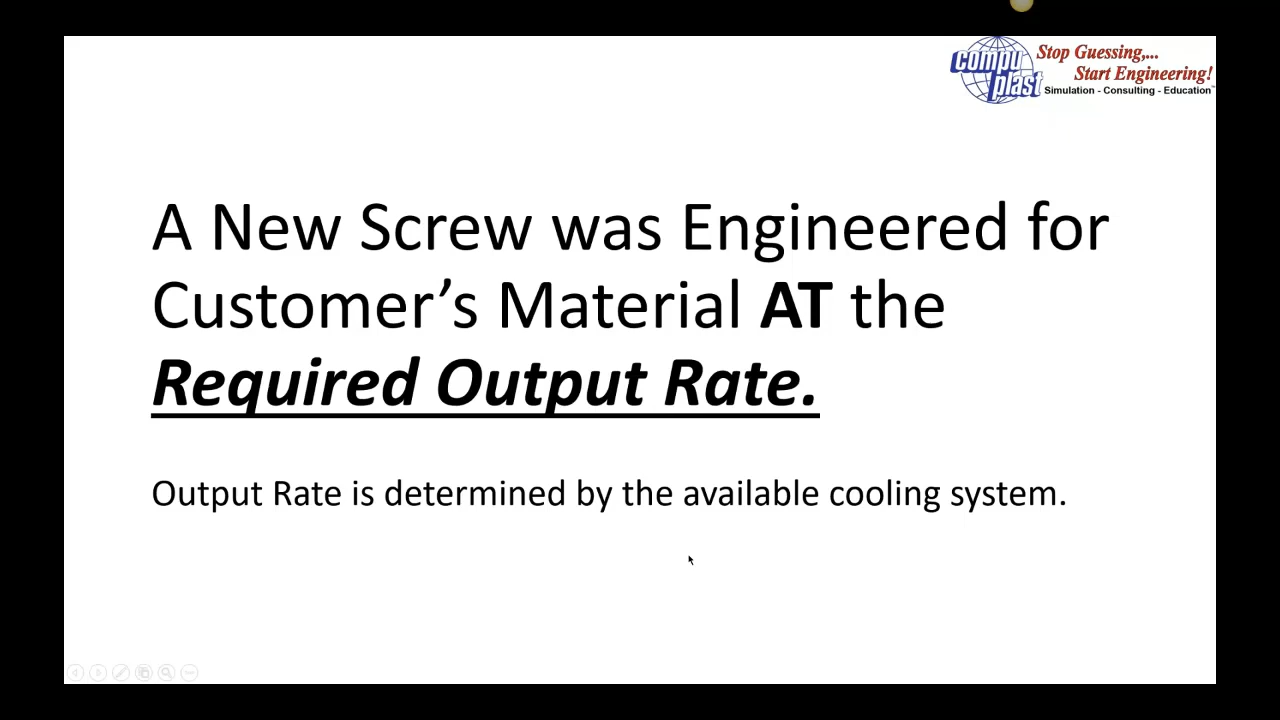 compu
plast
Stop Guessing,...
Start Engineering!
Simulation - Consulting - Education
A New Screw was Engineered for
Customer’s Material AT the
Required Output Rate.
Output Rate is determined by the available cooling system.